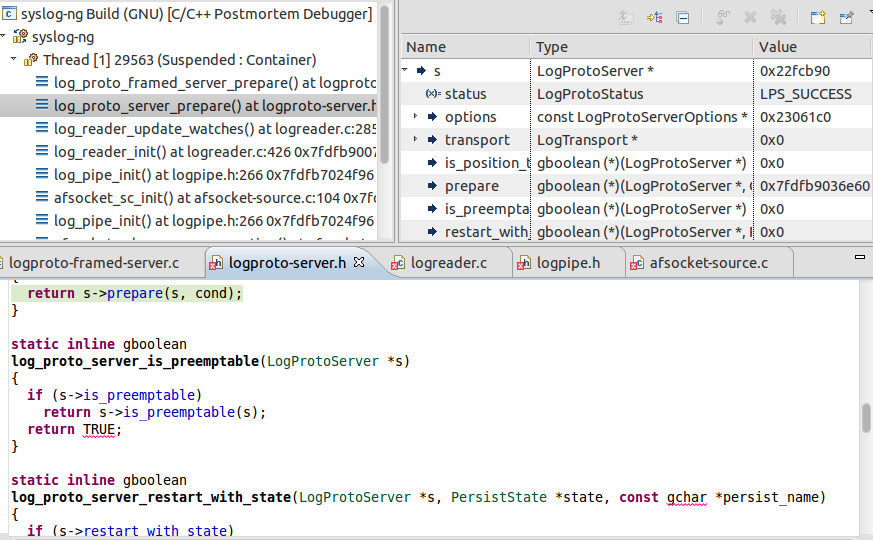 syslog-ng Build (GNU) [C/C++ Postmortem Debugger]
syslog-ng
Thread [1] 29563 (Suspended : Container)
log_proto_framed_server_prepare() at logproto
log_proto_server_prepare() at logproto-server.h
log_reader_update_watches() at logreader.c:285
log_reader_init() at logreader.c:426 0x7fdfb9007
log_pipe_init() at logpipe.h:266 0x7fdfb7024f96
afsocket_sc_init() at afsocket-source.c:104 0x7fd
log_pipe_init() at logpipe.h:266 0x7fdfb7024f96
Name Type Value
s LogProtoServer * 0x22fcb90
(x)= status LogProtoStatus LPS_SUCCESS
options const LogProtoServerOptions * 0x23061c0
transport LogTransport * 0x0
is_position_t gboolean (*)(LogProtoServer *) 0x0
prepare gboolean (*)(LogProtoServer *, 0x7fdfb9036e60
is_preempta gboolean (*)(LogProtoServer *) 0x0
restart_with_ gboolean (*)(LogProtoServer *, 0x0
logproto-framed-server.c logproto-server.h logreader.c logpipe.h afsocket-source.c
{
return s->prepare(s, cond);
}
static inline gboolean
log_proto_server_is_preemptable(LogProtoServer *s)
{
if (s->is_preemptable)
return s->is_preemptable(s);
return TRUE;
}
static inline gboolean
log_proto_server_restart_with_state(LogProtoServer *s, PersistState *state, const gchar *persist_name)
{
if (s->restart_with_state)